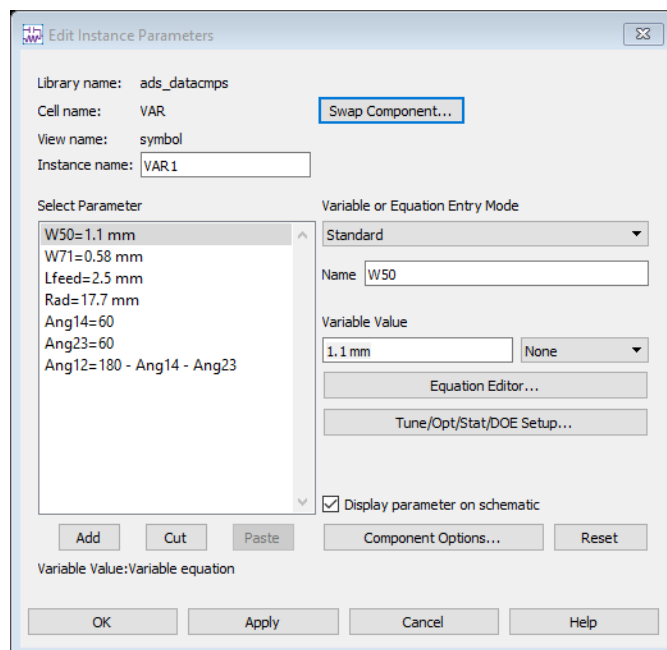 Edit Instance Parameters
Library name: ads_datacmps
Cell name: VAR Swap Component...
View name: symbol
Instance name: VAR1
Select Parameter Variable or Equation Entry Mode
W50=1.1 mm Standard
W71=0.58 mm
Lfeed=2.5 mm Name W50
Rad=17.7 mm
Ang14=60 Variable Value
Ang23=60 1.1 mm None
Ang12=180 - Ang14 - Ang23
Equation Editor...
Tune/Opt/Stat/DOE Setup...
Display parameter on schematic
Add Cut Paste Component Options... Reset
Variable Value:Variable equation
OK Apply Cancel Help